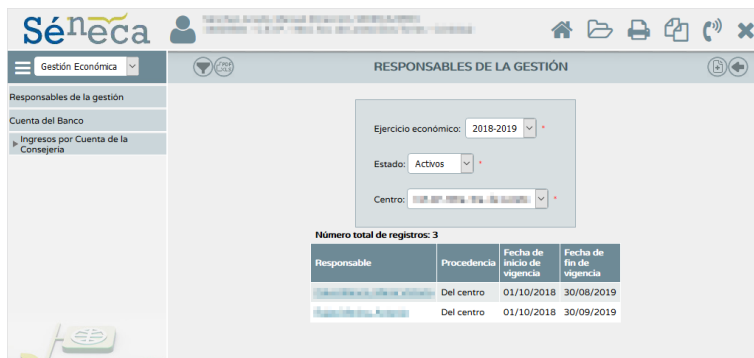 Séneca
Gestión Económica
RESPONSABLES DE LA GESTIÓN
Responsables de la gestión
Cuenta del Banco
Ingresos por Cuenta de la
Consejería
Ejercicio económico: 2018-2019 *
Estado: Activos *
Centro: *
Número total de registros: 3
Responsable Procedencia Fecha de inicio de vigencia Fecha de fin de vigencia
Del centro 01/10/2018 30/08/2019
Del centro 01/10/2018 30/09/2019